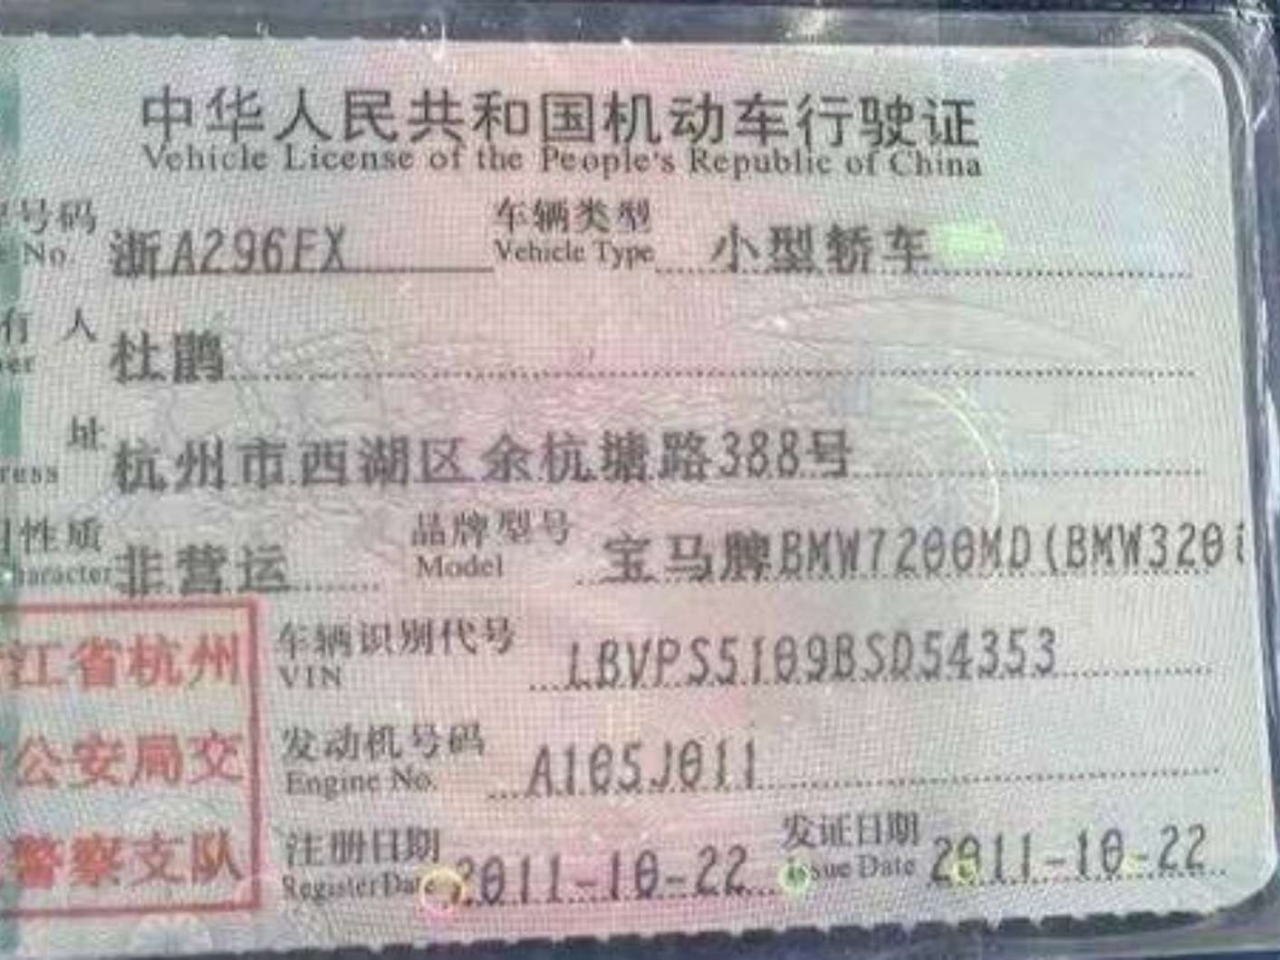 中华人民共和国机动车行驶证
Vehicle License of the People's Republic of China
号码 浙A296FX 车辆类型 小型轿车
No. Vehicle Type
有 人 杜鹃
址 杭州市西湖区余杭塘路388号
性质 非营运 品牌型号 宝马牌BMW7200MD(BMW320i
Model
江省杭州 车辆识别代号 LBVPS5109BSD54353
VIN
公安局交 发动机号码 A105J011
Engine No.
警察支队 注册日期 2011-10-22 发证日期 2011-10-22
Register Date Issue Date